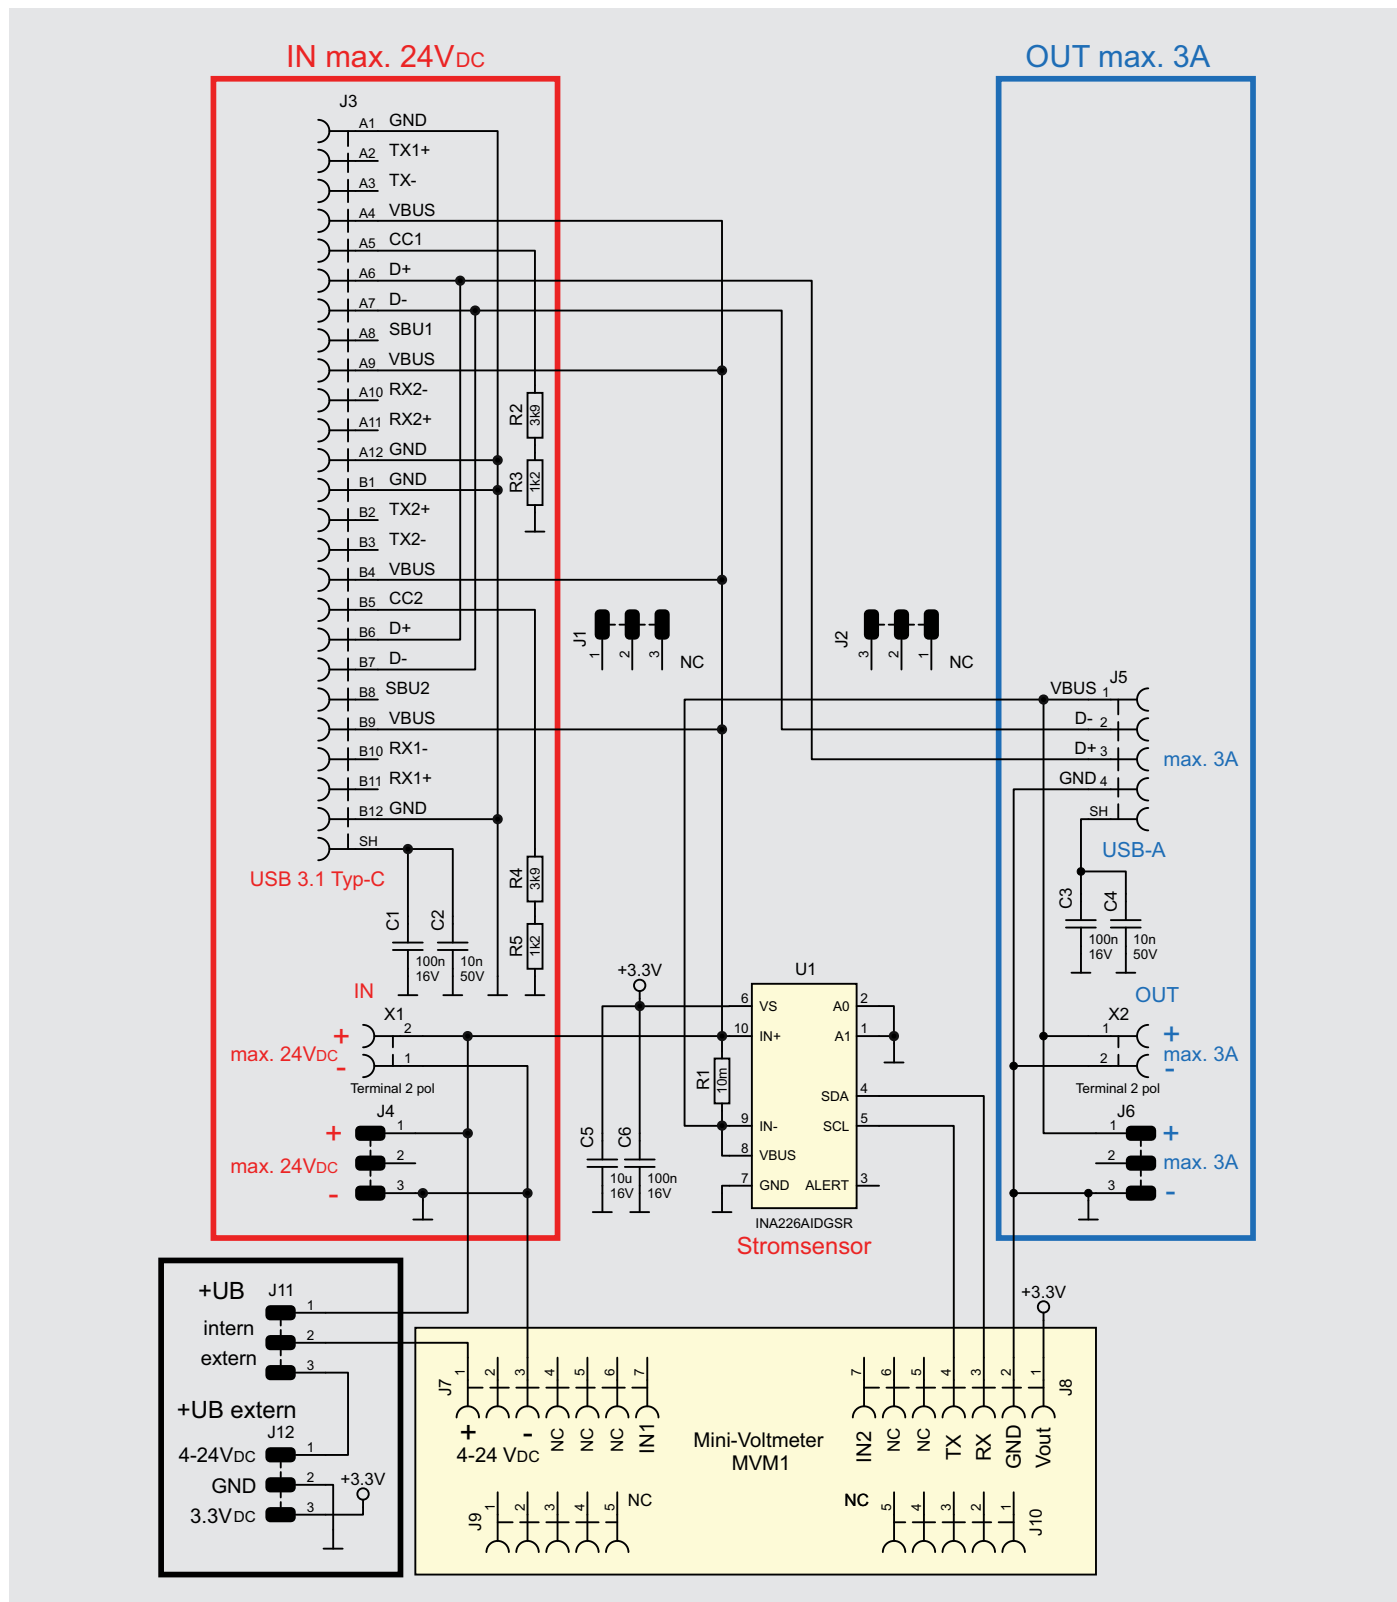 IN max. 24VDC
OUT max. 3A
J3
A1 GND
A2 TX1+
A3 TX-
A4 VBUS
A5 CC1
A6 D+
A7 D-
A8 SBU1
A9 VBUS
A10 RX2-
A11 RX2+
A12 GND
B1 GND
B2 TX2+
B3 TX2-
B4 VBUS
B5 CC2
B6 D+
B7 D-
B8 SBU2
B9 VBUS
B10 RX1-
B11 RX1+
B12 GND
SH
USB 3.1 Typ-C
R2
3k9
R3
1k2
R4
3k9
R5
1k2
C1
100n
16V
C2
10n
50V
J1
1
2
3
NC
J2
3
2
1
NC
J5
VBUS 1
D- 2
D+ 3
GND 4
SH
max. 3A
USB-A
C3
100n
16V
C4
10n
50V
IN
X1
+
2
max. 24VDC
-
1
Terminal 2 pol
J4
+
1
max. 24VDC
2
-
3
+3.3V
C5
10u
16V
C6
100n
16V
R1
10m
U1
6 VS
10 IN+
9 IN-
8 VBUS
7 GND
A0 2
A1 1
SDA 4
SCL 5
ALERT 3
INA226AIDGSR
Stromsensor
OUT
X2
1
+
max. 3A
2
-
Terminal 2 pol
J6
1
+
2
max. 3A
3
-
+UB
J11
1
intern
2
extern
3
+UB extern
J12
4-24VDC
1
GND
2
+3.3V
3.3VDC
3
J7
1
2
3
4
5
6
7
+
-
4-24 VDC
NC
NC
NC
IN1
Mini-Voltmeter
MVM1
+3.3V
7
6
5
4
3
2
1
J8
IN2
NC
NC
TX
RX
GND
Vout
J9
1
2
3
4
5
NC
NC
5
4
3
2
1
J10